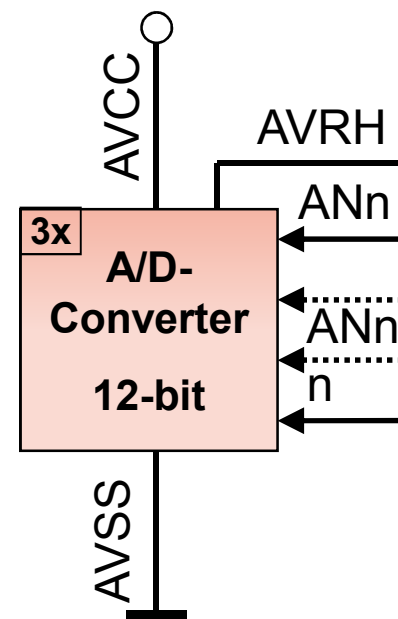 AVCC
AVRH
ANn
3x
A/D-
Converter
12-bit
ANn
n
AVSS